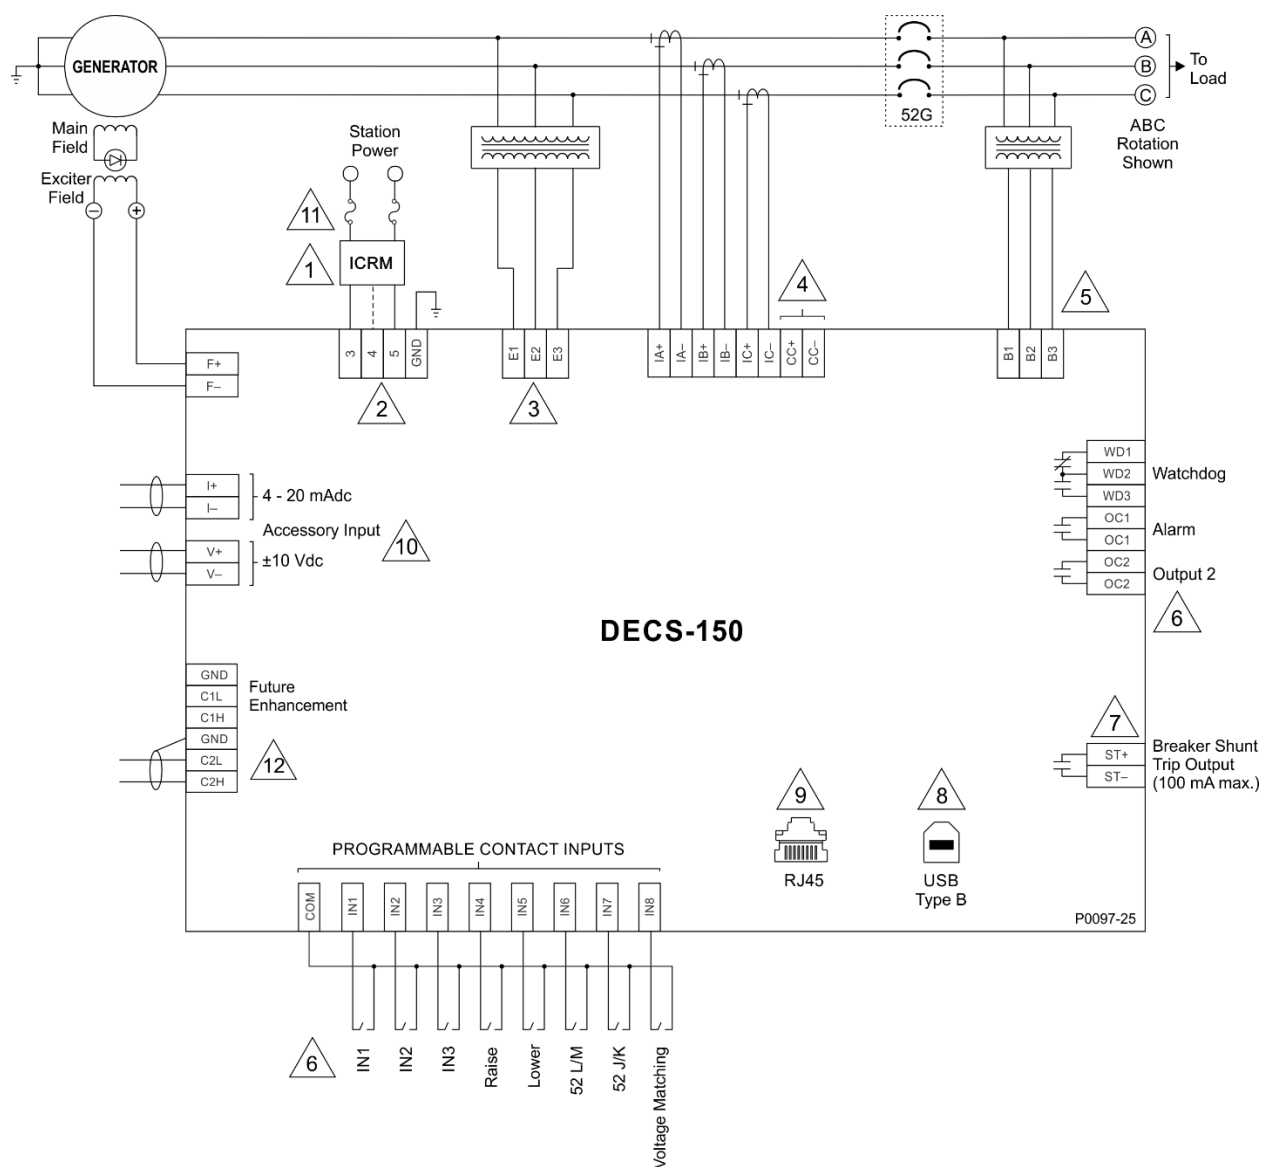 GENERATOR
Main
Field
Exciter
Field
−
+
Station
Power
11
1
ICRM
52G
A
B
C
To
Load
ABC
Rotation
Shown
4
5
3
4
5
GND
E1
E2
E3
IA+
IA−
IB+
IB−
IC+
IC−
CC+
CC−
B1
B2
B3
2
3
F+
F−
I+
I−
4 - 20 mAdc
Accessory Input
10
V+
V−
±10 Vdc
WD1
WD2
WD3
Watchdog
OC1
OC1
Alarm
OC2
OC2
Output 2
6
DECS-150
GND
C1L
C1H
GND
C2L
C2H
Future
Enhancement
12
7
ST+
ST−
Breaker Shunt
Trip Output
(100 mA max.)
9
RJ45
8
USB
Type B
P0097-25
PROGRAMMABLE CONTACT INPUTS
COM
IN1
IN2
IN3
IN4
IN5
IN6
IN7
IN8
6
IN1
IN2
IN3
Raise
Lower
52 L/M
52 J/K
Voltage Matching